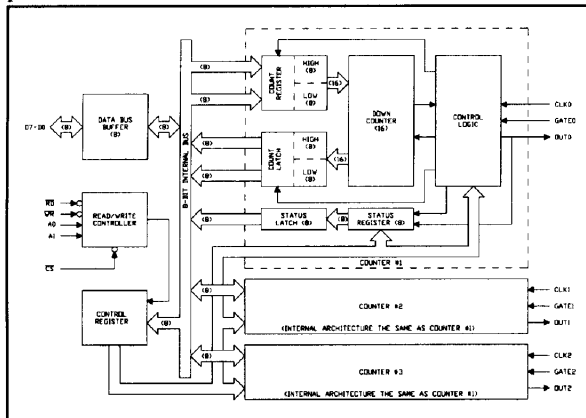 D7-D0
(8)
DATA BUS
BUFFER
(8)
(8)
8-BIT INTERNAL BUS
RD
WR
A0
A1
CS
READ/WRITE
CONTROLLER
CONTROL
REGISTER
(8)
(8)
(8)
COUNT
REGISTER
HIGH
(8)
LOW
(8)
(16)
COUNT
LATCH
HIGH
(8)
LOW
(8)
(16)
DOWN
COUNTER
(16)
CONTROL
LOGIC
CLK0
GATE0
OUT0
(8)
STATUS
LATCH (8)
(8)
STATUS
REGISTER (8)
COUNTER #1
(8)
COUNTER #2
(INTERNAL ARCHITECTURE THE SAME AS COUNTER #1)
CLK1
GATE1
OUT1
(8)
COUNTER #3
(INTERNAL ARCHITECTURE THE SAME AS COUNTER #1)
CLK2
GATE2
OUT2